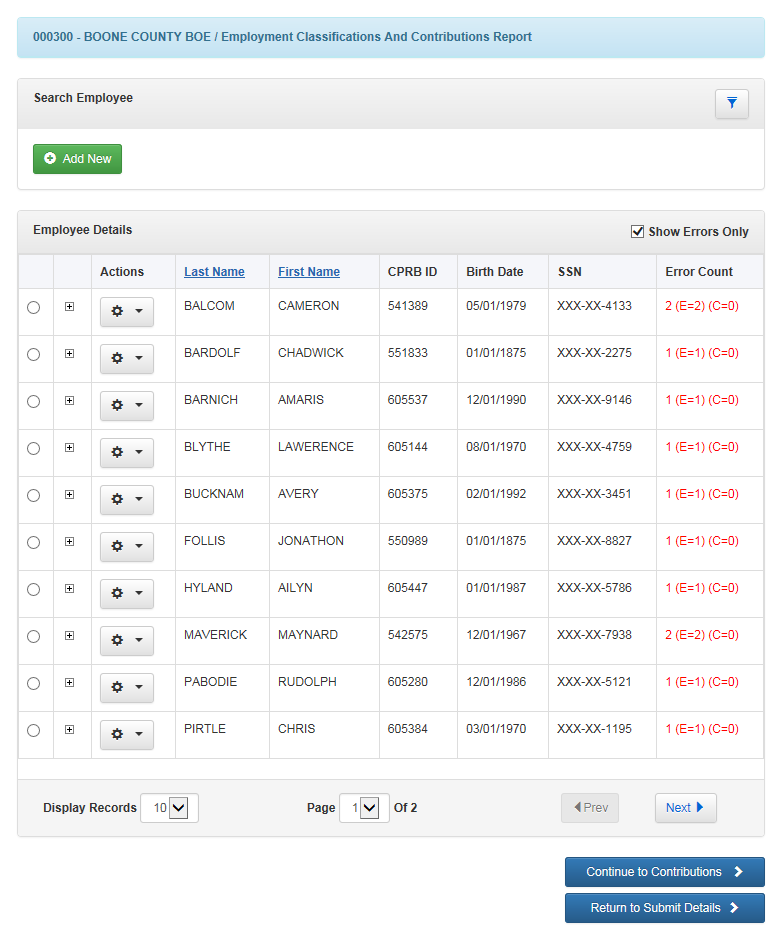 000300 - BOONE COUNTY BOE / Employment Classifications And Contributions Report
Search Employee
Add New
Employee Details Show Errors Only
Actions Last Name First Name CPRB ID Birth Date SSN Error Count
BALCOM CAMERON 541389 05/01/1979 XXX-XX-4133 2 (E=2) (C=0)
BARDOLF CHADWICK 551833 01/01/1875 XXX-XX-2275 1 (E=1) (C=0)
BARNICH AMARIS 605537 12/01/1990 XXX-XX-9146 1 (E=1) (C=0)
BLYTHE LAWERENCE 605144 08/01/1970 XXX-XX-4759 1 (E=1) (C=0)
BUCKNAM AVERY 605375 02/01/1992 XXX-XX-3451 1 (E=1) (C=0)
FOLLIS JONATHON 550989 01/01/1875 XXX-XX-8827 1 (E=1) (C=0)
HYLAND AILYN 605447 01/01/1987 XXX-XX-5786 1 (E=1) (C=0)
MAVERICK MAYNARD 542575 12/01/1967 XXX-XX-7938 2 (E=2) (C=0)
PABODIE RUDOLPH 605280 12/01/1986 XXX-XX-5121 1 (E=1) (C=0)
PIRTLE CHRIS 605384 03/01/1970 XXX-XX-1195 1 (E=1) (C=0)
Display Records 10 Page 1 Of 2 Prev Next
Continue to Contributions
Return to Submit Details